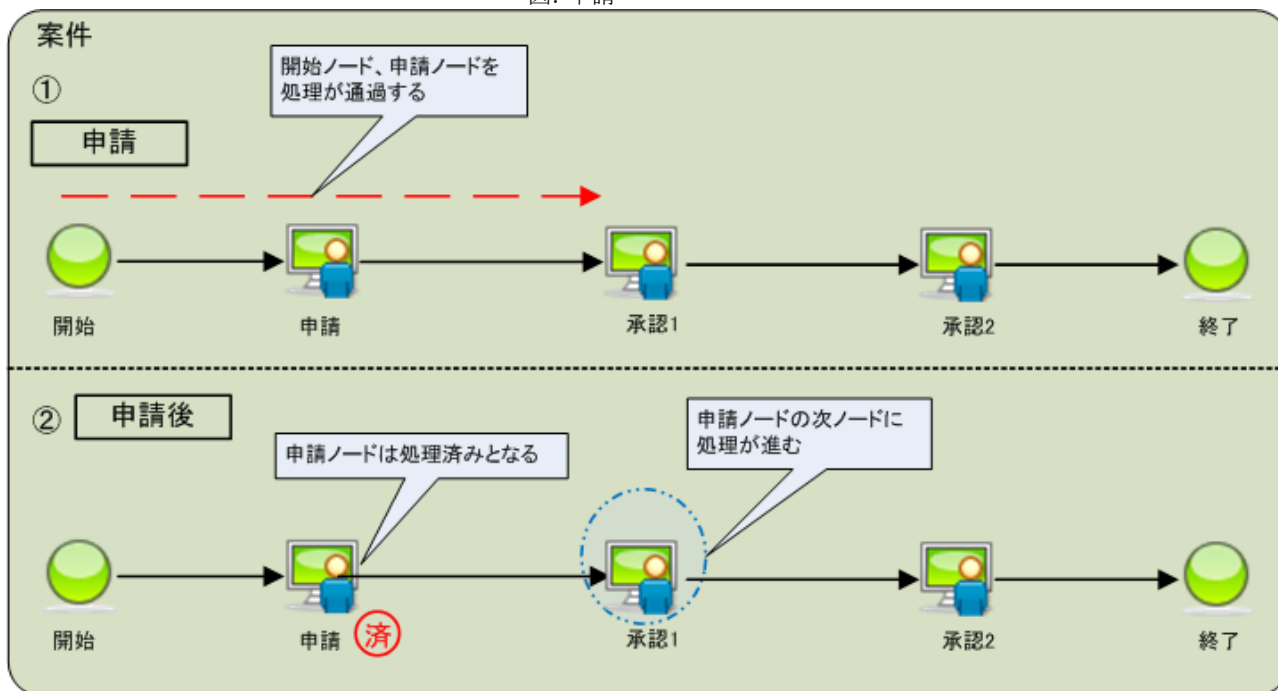 図: 申請
案件
①
申請
開始ノード、申請ノードを
処理が通過する
開始
申請
承認1
承認2
終了
②
申請後
申請ノードは処理済みとなる
申請ノードの次ノードに
処理が進む
開始
申請
済
承認1
承認2
終了